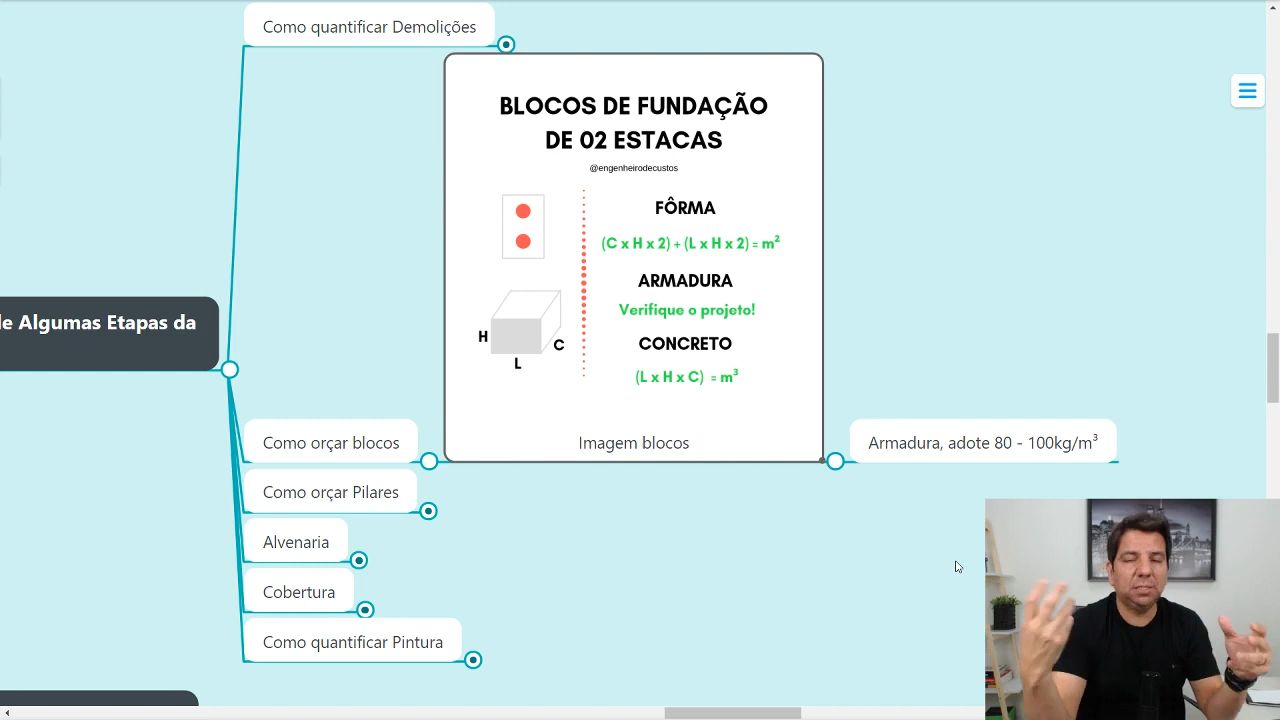 Como quantificar Demolições
BLOCOS DE FUNDAÇÃO
DE 02 ESTACAS
@engenheirodecustos
FÔRMA
(C x H x 2) + (L x H x 2) = m²
ARMADURA
Verifique o projeto!
CONCRETO
(L x H x C) = m³
H
C
L
Imagem blocos
Armadura, adote 80 - 100kg/m³
de Algumas Etapas da
Como orçar blocos
Como orçar Pilares
Alvenaria
Cobertura
Como quantificar Pintura